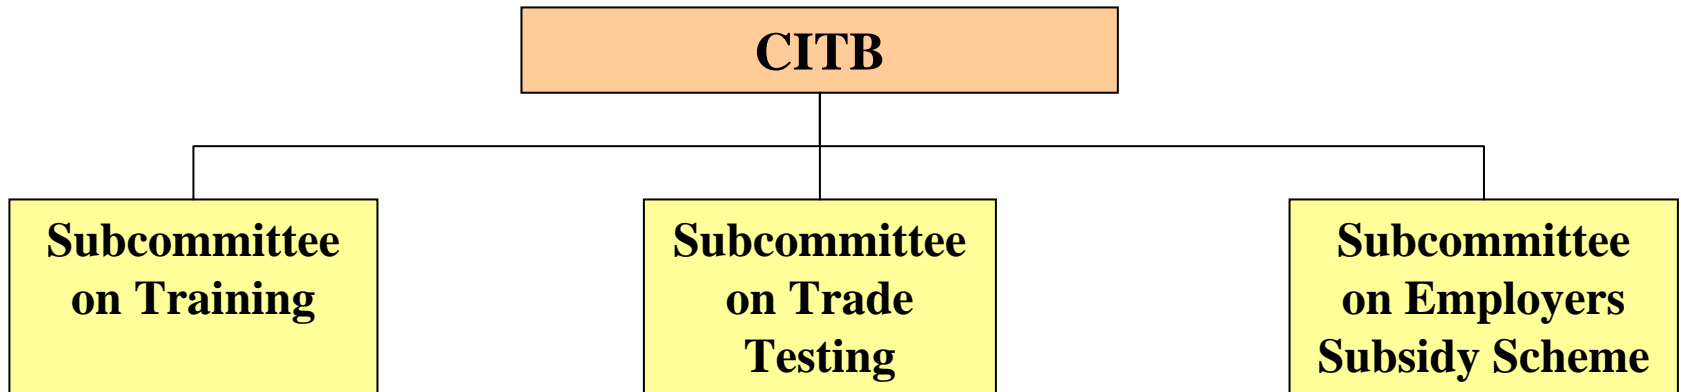 CITB
Subcommittee
on Training
Subcommittee
on Trade
Testing
Subcommittee
on Employers
Subsidy Scheme